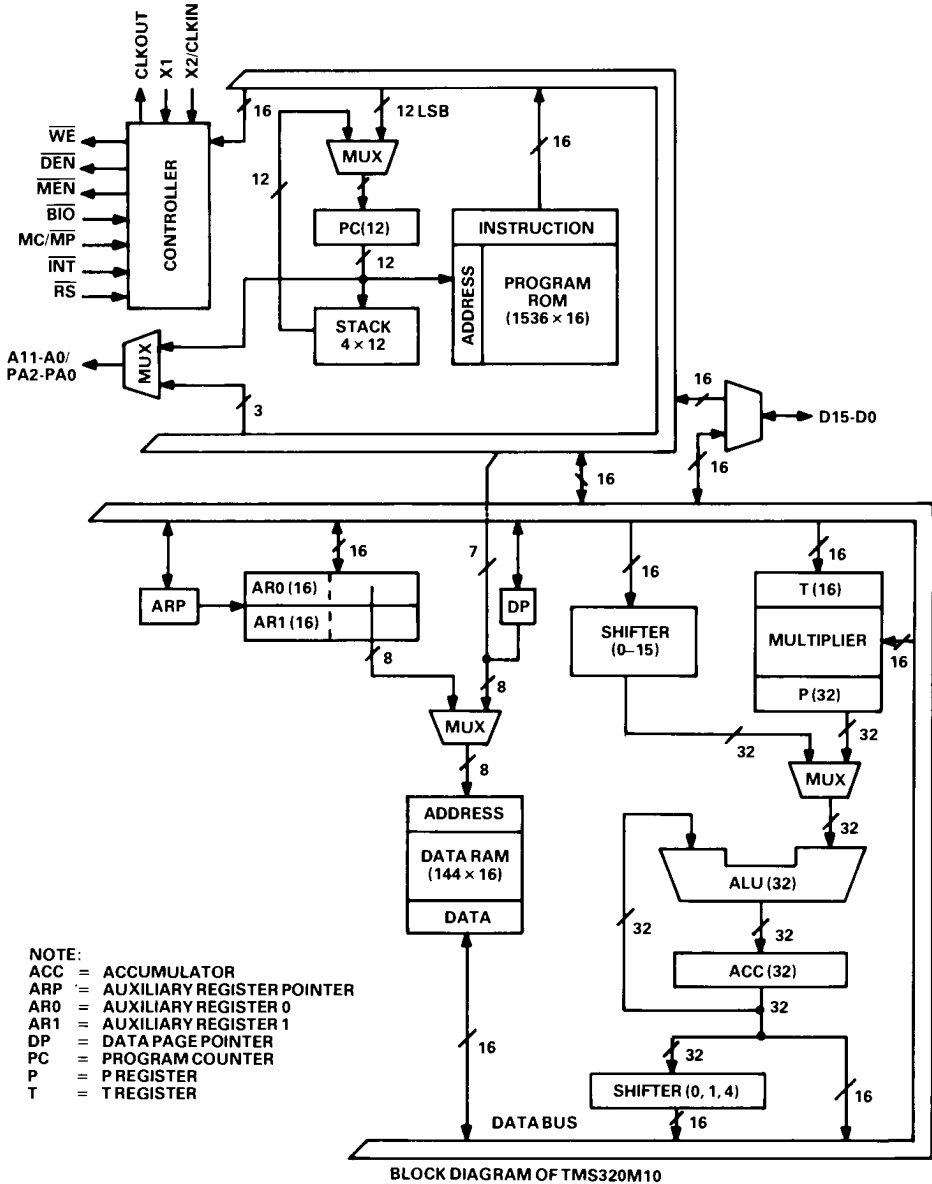 CLKOUT
X1
X2/CLKIN
WE
DEN
MEN
BIO
MC/MP
INT
RS
CONTROLLER
16
12 LSB
MUX
12
PC(12)
12
STACK
4 × 12
16
INSTRUCTION
ADDRESS
PROGRAM
ROM
(1536 × 16)
A11-A0/
PA2-PA0
MUX
3
16
D15-D0
16
16
ARP
16
AR0 (16)
AR1 (16)
8
7
DP
8
MUX
8
ADDRESS
DATA RAM
(144 × 16)
DATA
16
16
SHIFTER
(0–15)
32
16
T (16)
MULTIPLIER
16
P (32)
32
MUX
32
ALU (32)
32
32
ACC (32)
32
32
SHIFTER (0, 1, 4)
16
16
NOTE:
ACC = ACCUMULATOR
ARP = AUXILIARY REGISTER POINTER
AR0 = AUXILIARY REGISTER 0
AR1 = AUXILIARY REGISTER 1
DP = DATA PAGE POINTER
PC = PROGRAM COUNTER
P = P REGISTER
T = T REGISTER
DATA BUS
BLOCK DIAGRAM OF TMS320M10